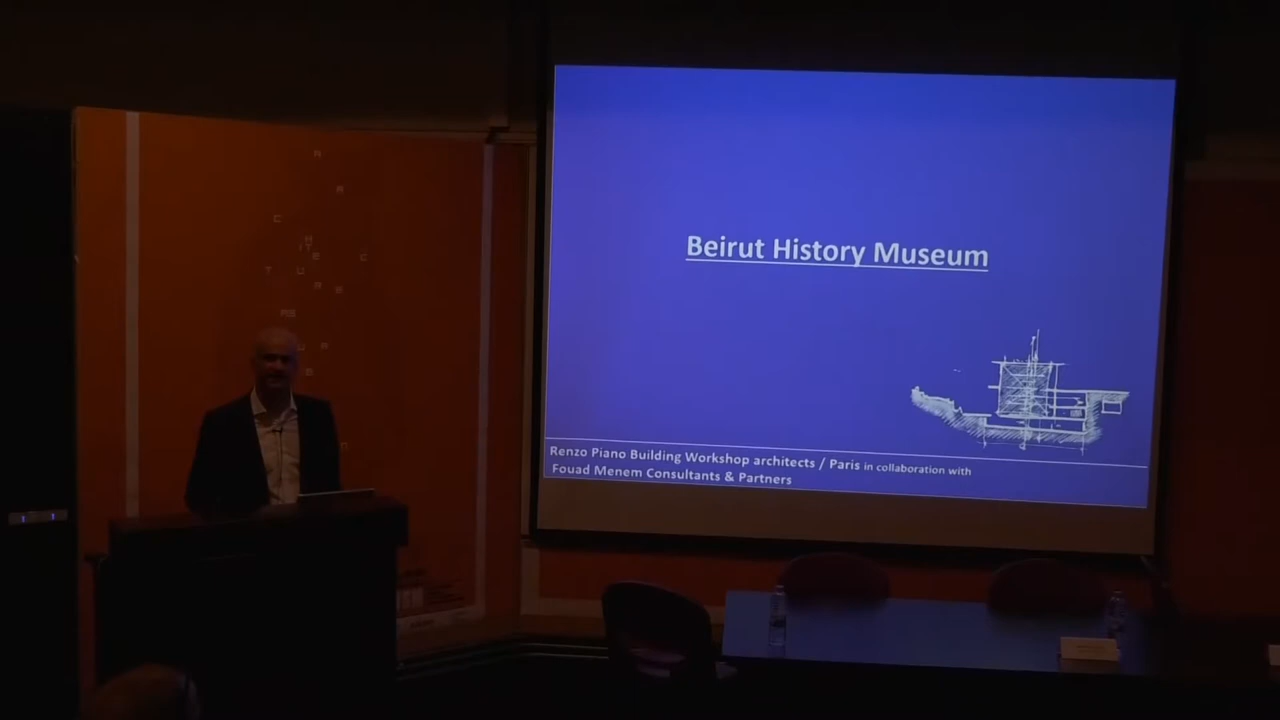 Beirut History Museum
Renzo Piano Building Workshop architects / Paris in collaboration with
Fouad Menem Consultants & Partners